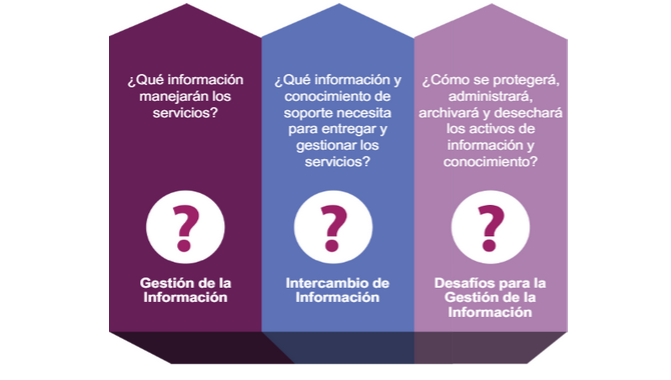 ¿Qué información
manejarán los
servicios?
?
Gestión de la
Información
¿Qué información y
conocimiento de
soporte necesita
para entregar y
gestionar los
servicios?
?
Intercambio de
Información
¿Cómo se protegerá,
administrará,
archivará y desechará
los activos de
información y
conocimiento?
?
Desafíos para la
Gestión de la
Información